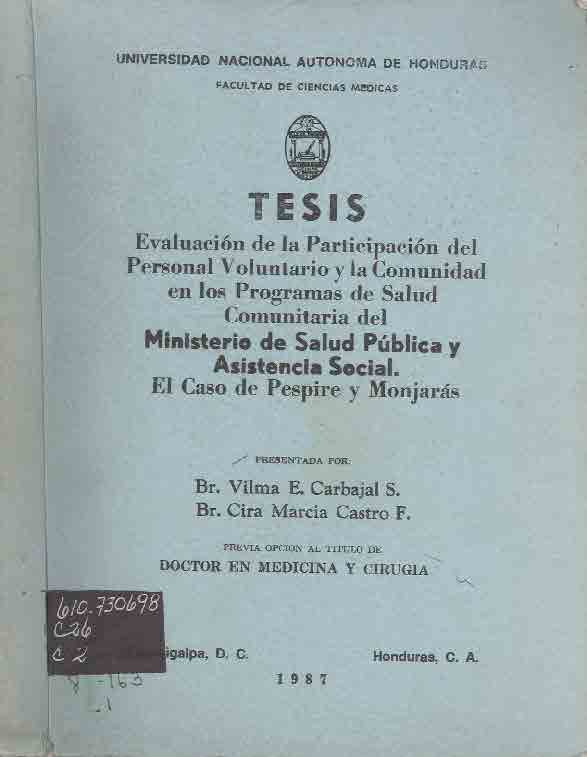 UNIVERSIDAD NACIONAL AUTONOMA DE HONDURAS
FACULTAD DE CIENCIAS MEDICAS
TESIS
Evaluación de la Participación del
Personal Voluntario y la Comunidad
en los Programas de Salud
Comunitaria del
Ministerio de Salud Pública y
Asistencia Social.
El Caso de Pespire y Monjarás
PRESENTADA POR:
Br. Vilma E. Carbajal S.
Br. Cira Marcia Castro F.
PREVIA OPCION AL TITULO DE
DOCTOR EN MEDICINA Y CIRUGIA
610.730698
C26
C 2
igalpa, D. C. Honduras, C. A.
1987